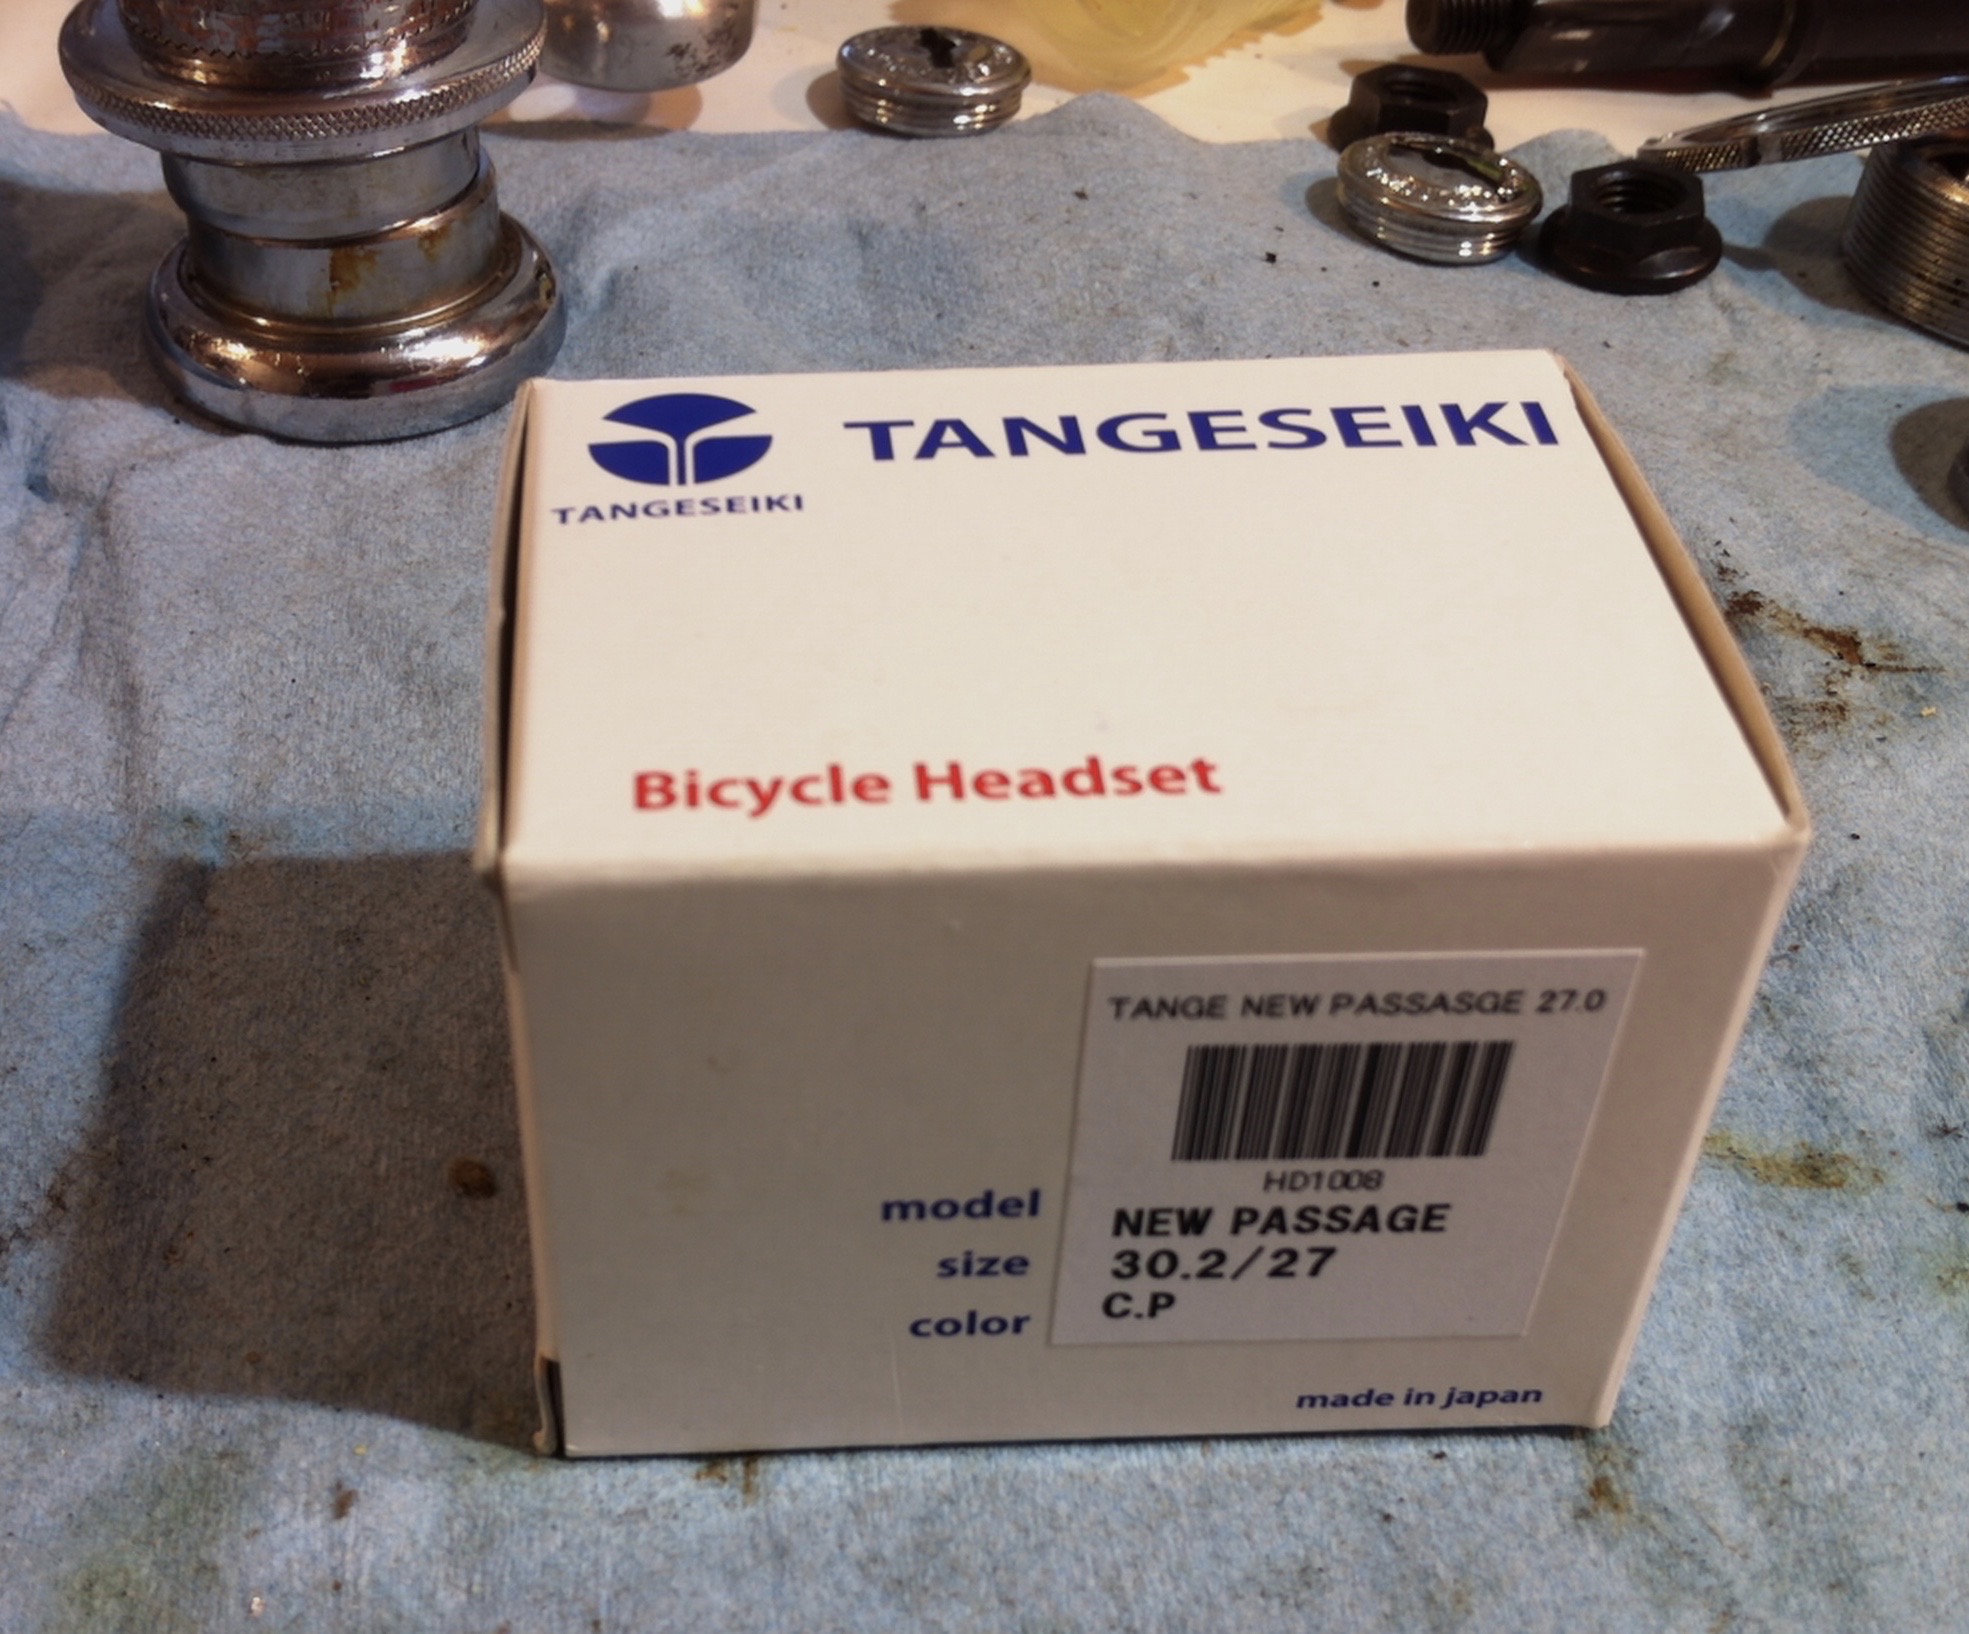 TANGESEIKI
TANGESEIKI
Bicycle Headset
TANGE NEW PASSASGE 27.0
HD1008
model NEW PASSAGE
size 30.2/27
color C.P
made in japan